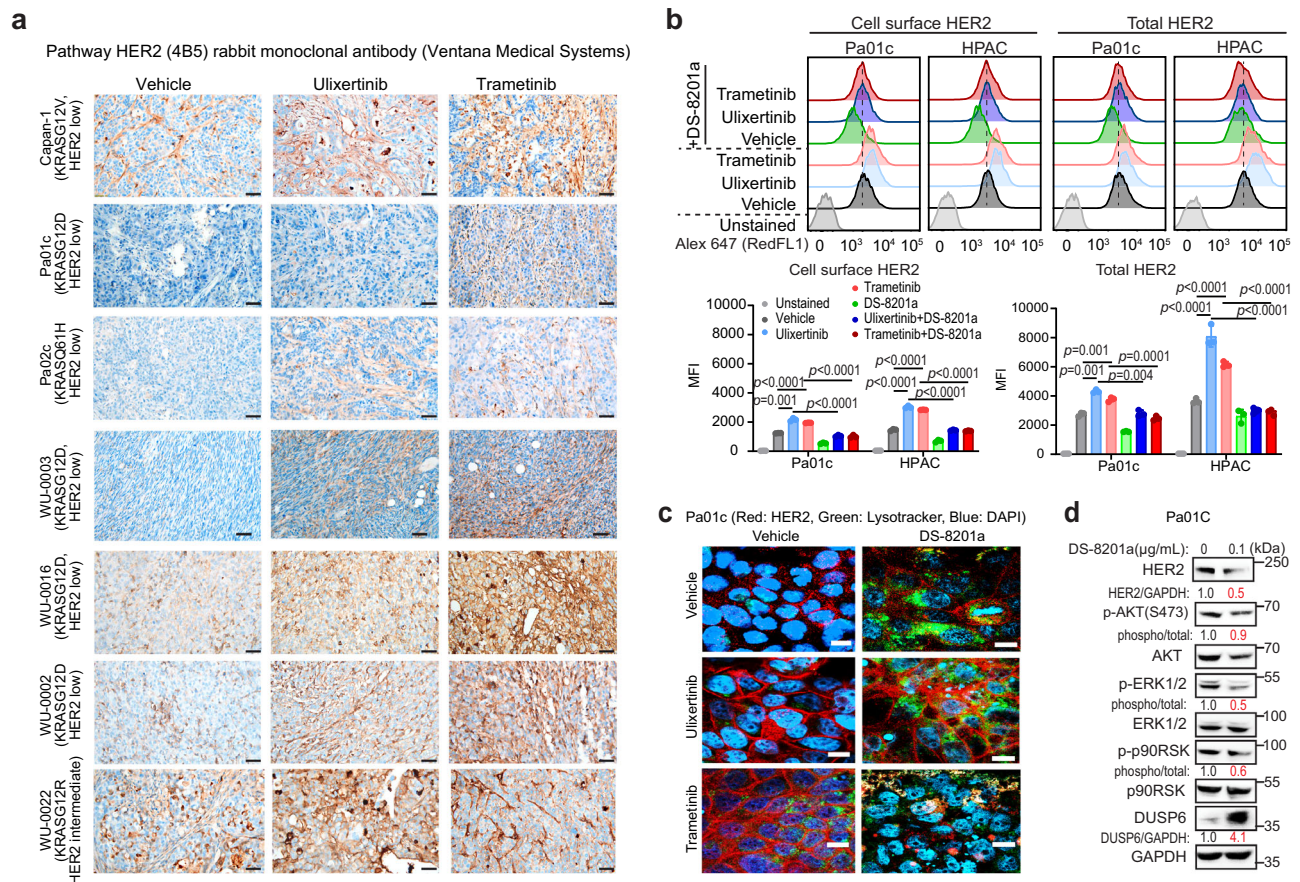 a
Pathway HER2 (4B5) rabbit monoclonal antibody (Ventana Medical Systems)
Vehicle Ulixertinib Trametinib
Capan-1
(KRASG12V,
HER2 low)
Pa01c
(KRASG12D
HER2 low)
Pa02c
(KRASQ61H
HER2 low)
WU-0003
(KRASG12D,
HER2 low)
WU-0016
(KRASG12D,
HER2 low)
WU-0002
(KRASG12D
HER2 low)
WU-0022
(KRASG12R
HER2 intermediate)
b
Cell surface HER2 Total HER2
Pa01c HPAC Pa01c HPAC
+DS-8201a
Trametinib
Ulixertinib
Vehicle
Trametinib
Ulixertinib
Vehicle
Unstained
Alex 647 (RedFL1)
0 10³ 10⁴ 10⁵ 0 10³ 10⁴ 10⁵ 0 10³ 10⁴ 10⁵ 0 10³ 10⁴ 10⁵
Cell surface HER2
Unstained
Vehicle
Ulixertinib
Trametinib
DS-8201a
Ulixertinib+DS-8201a
Trametinib+DS-8201a
MFI
10000
8000
6000
4000
2000
0
p<0.0001
p<0.0001
p=0.001
p<0.0001
p<0.0001
p<0.0001
p<0.0001
p<0.0001
Pa01c HPAC
Total HER2
MFI
10000
8000
6000
4000
2000
0
p=0.001
p=0.0001
p=0.001
p=0.004
p<0.0001
p<0.0001
p<0.0001
p<0.0001
Pa01c HPAC
c
Pa01c (Red: HER2, Green: Lysotracker, Blue: DAPI)
Vehicle DS-8201a
Vehicle
Ulixertinib
Trametinib
d
Pa01C
DS-8201a(μg/mL): 0 0.1 (kDa)
HER2 250
HER2/GAPDH: 1.0 0.5
p-AKT(S473) 70
phospho/total: 1.0 0.9
AKT 70
p-ERK1/2 55
phospho/total: 1.0 0.5
ERK1/2 100
p-p90RSK 100
phospho/total: 1.0 0.6
p90RSK 55
DUSP6 35
DUSP6/GAPDH: 1.0 4.1
GAPDH 35